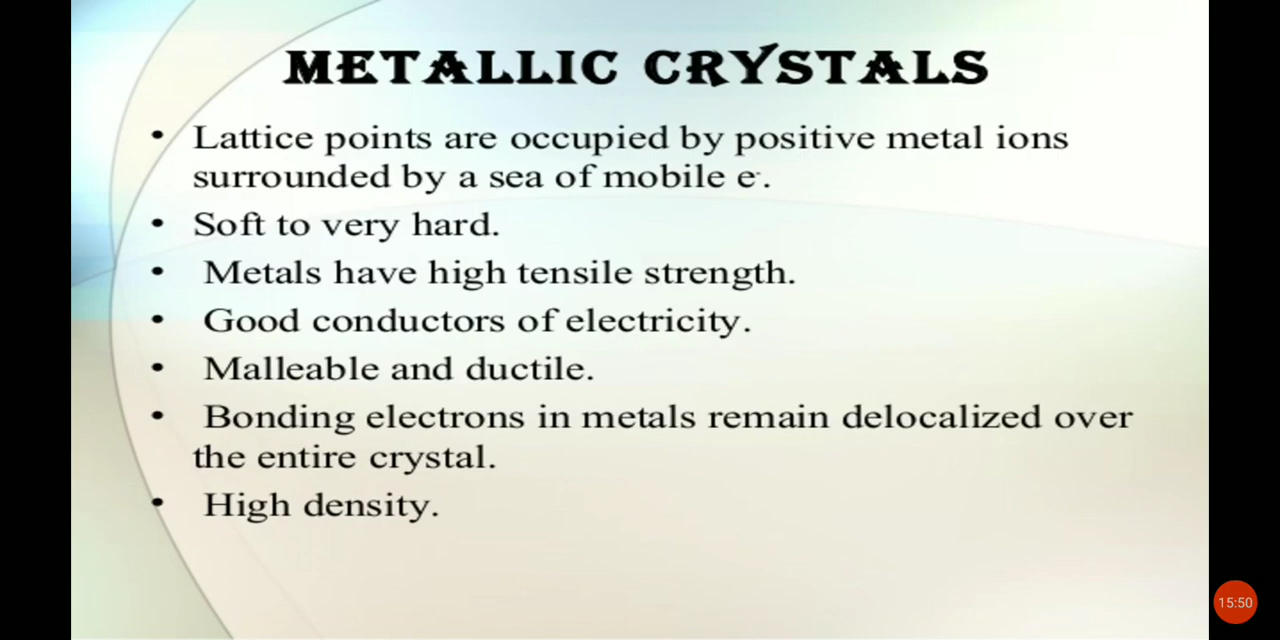 METALLIC CRYSTALS
• Lattice points are occupied by positive metal ions
surrounded by a sea of mobile e-.
• Soft to very hard.
• Metals have high tensile strength.
• Good conductors of electricity.
• Malleable and ductile.
• Bonding electrons in metals remain delocalized over
the entire crystal.
• High density.
15:50